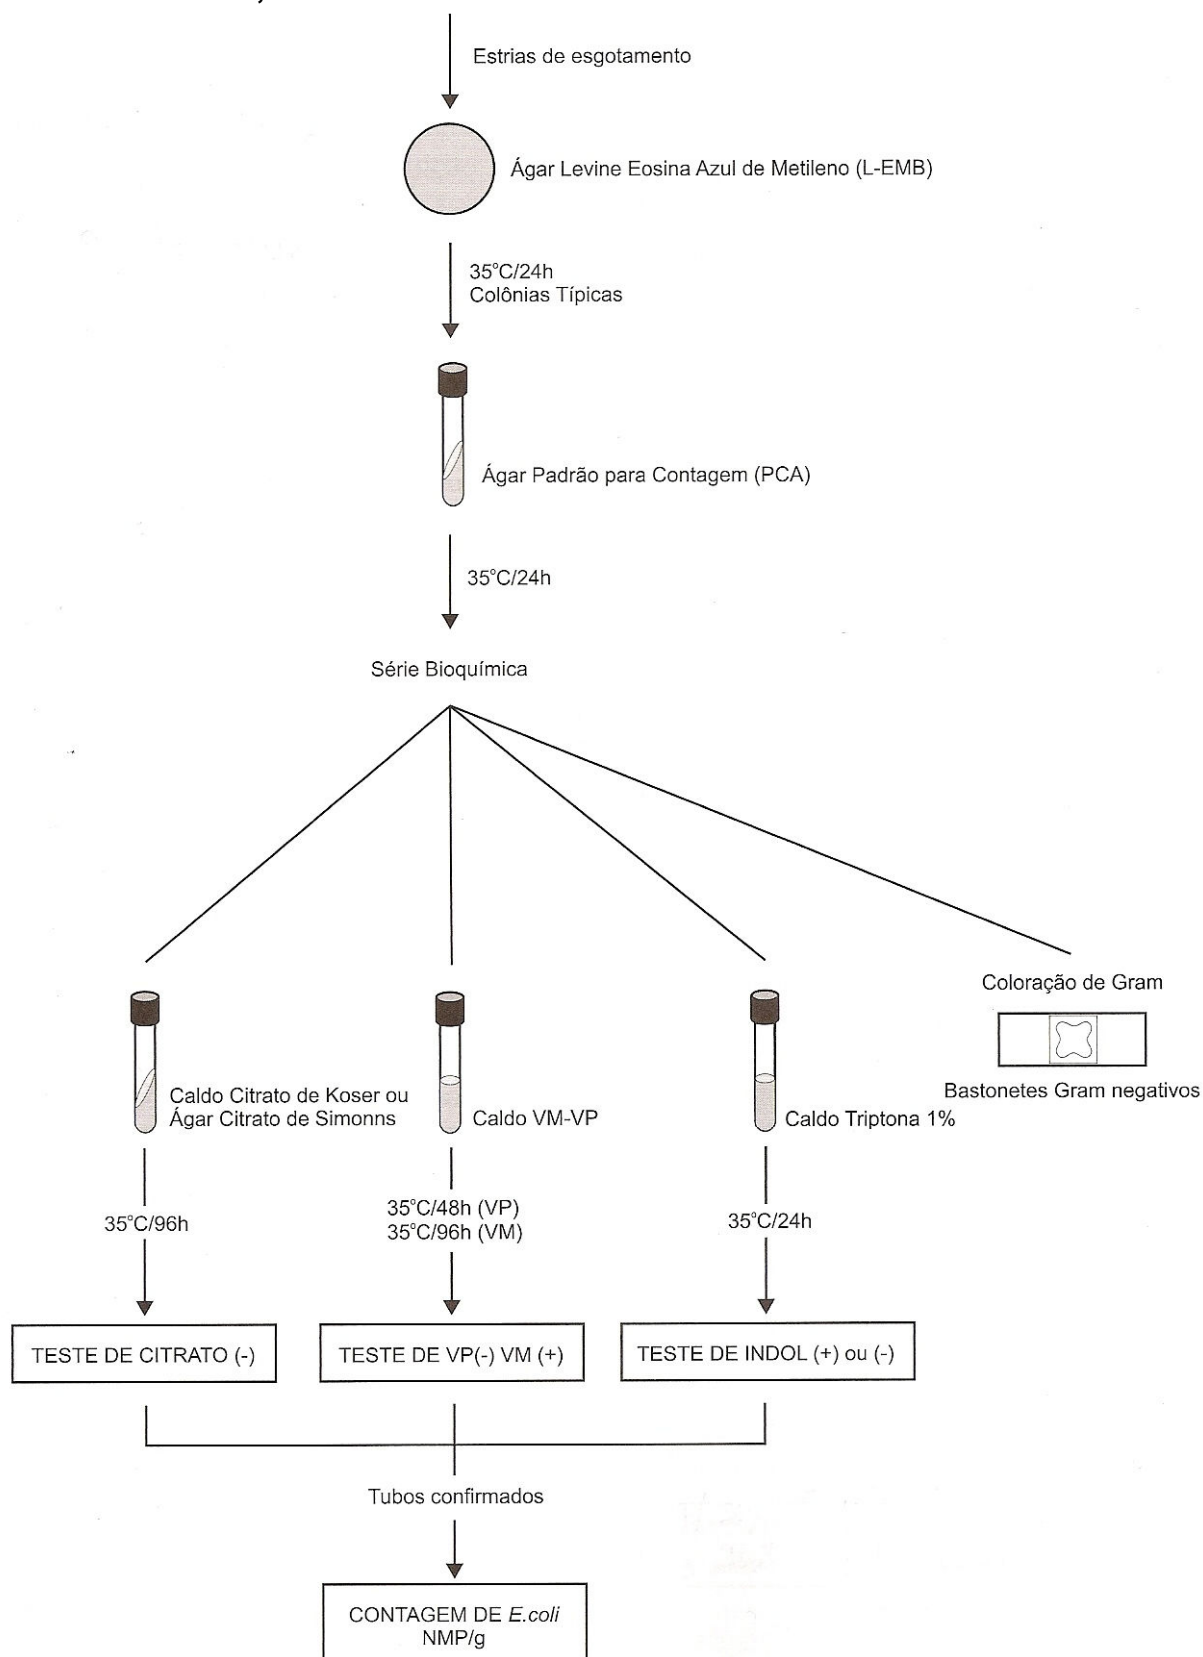 Estrias de esgotamento
Ágar Levine Eosina Azul de Metileno (L-EMB)
35°C/24h
Colônias Típicas
Ágar Padrão para Contagem (PCA)
35°C/24h
Série Bioquímica
Coloração de Gram
Bastonetes Gram negativos
Caldo Citrato de Koser ou
Ágar Citrato de Simonns
Caldo VM-VP
Caldo Triptona 1%
35°C/96h
35°C/48h (VP)
35°C/96h (VM)
35°C/24h
TESTE DE CITRATO (-)
TESTE DE VP(-) VM (+)
TESTE DE INDOL (+) ou (-)
Tubos confirmados
CONTAGEM DE E.coli
NMP/g